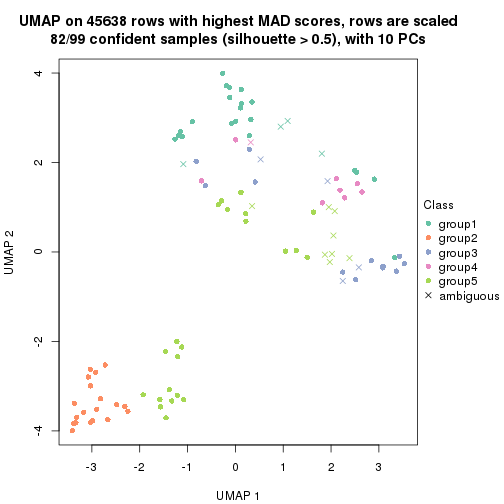 UMAP on 45638 rows with highest MAD scores, rows are scaled
82/99 confident samples (silhouette > 0.5), with 10 PCs
4
2
0
-2
-4
UMAP 2
-3
-2
-1
0
1
2
3
UMAP 1
Class
group1
group2
group3
group4
group5
ambiguous